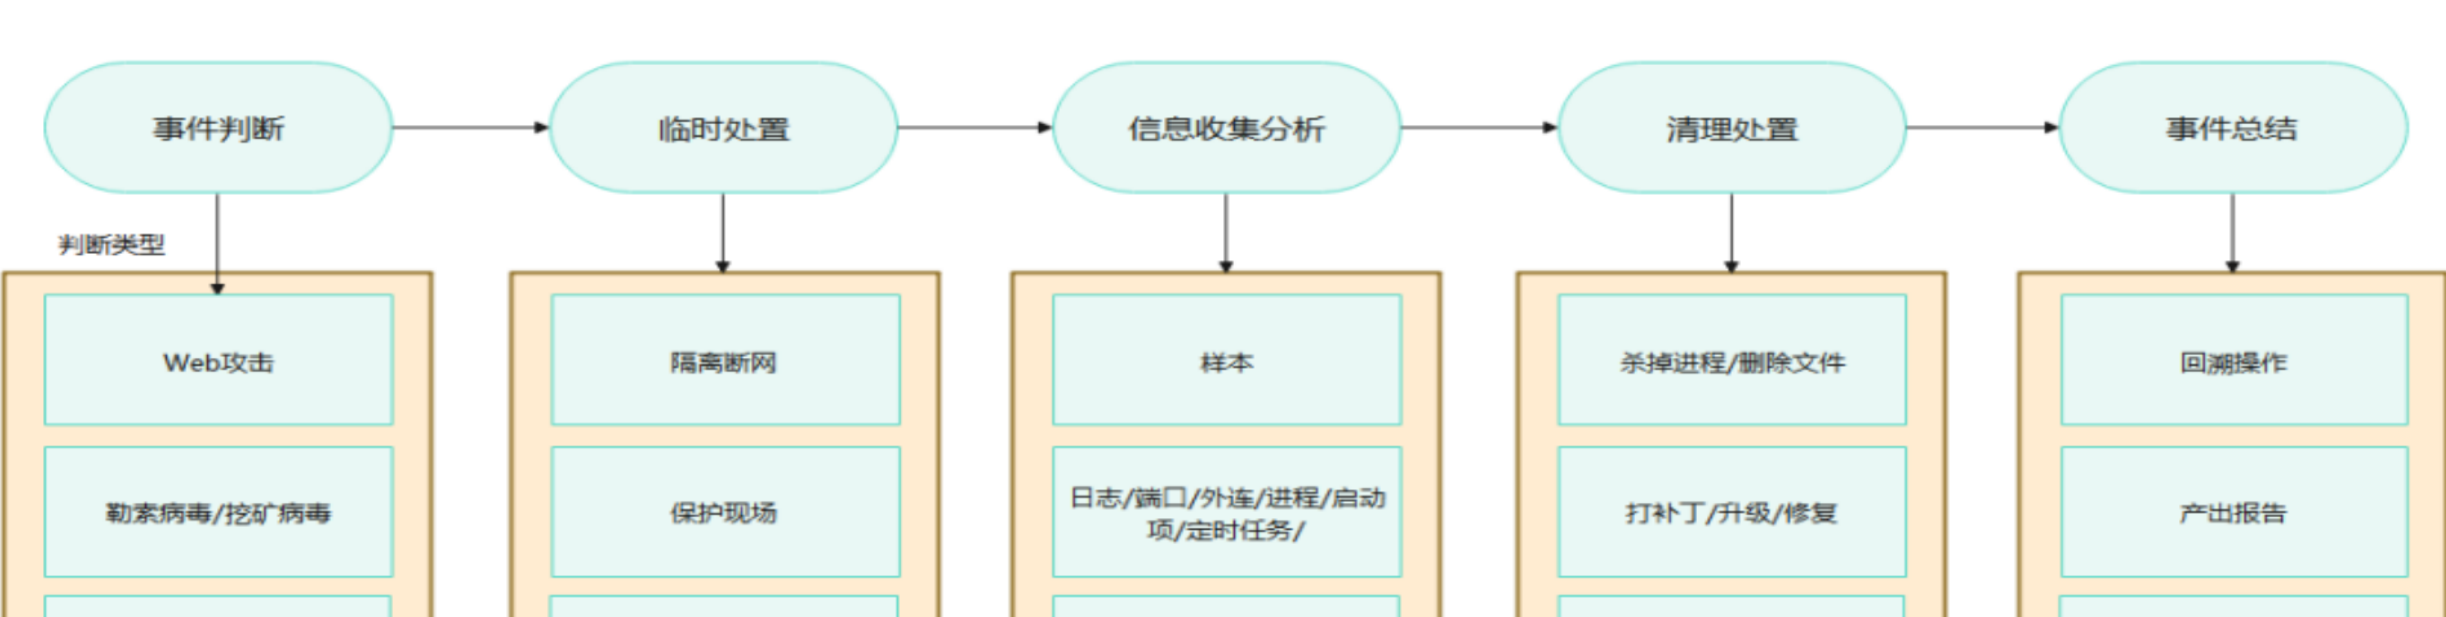 事件判断
临时处置
信息收集分析
清理处置
事件总结
判断类型
Web攻击
隔离断网
样本
杀掉进程/删除文件
回溯操作
勒索病毒/挖矿病毒
保护现场
日志/端口/外连/进程/启动
项/定时任务/
打补丁/升级/修复
产出报告